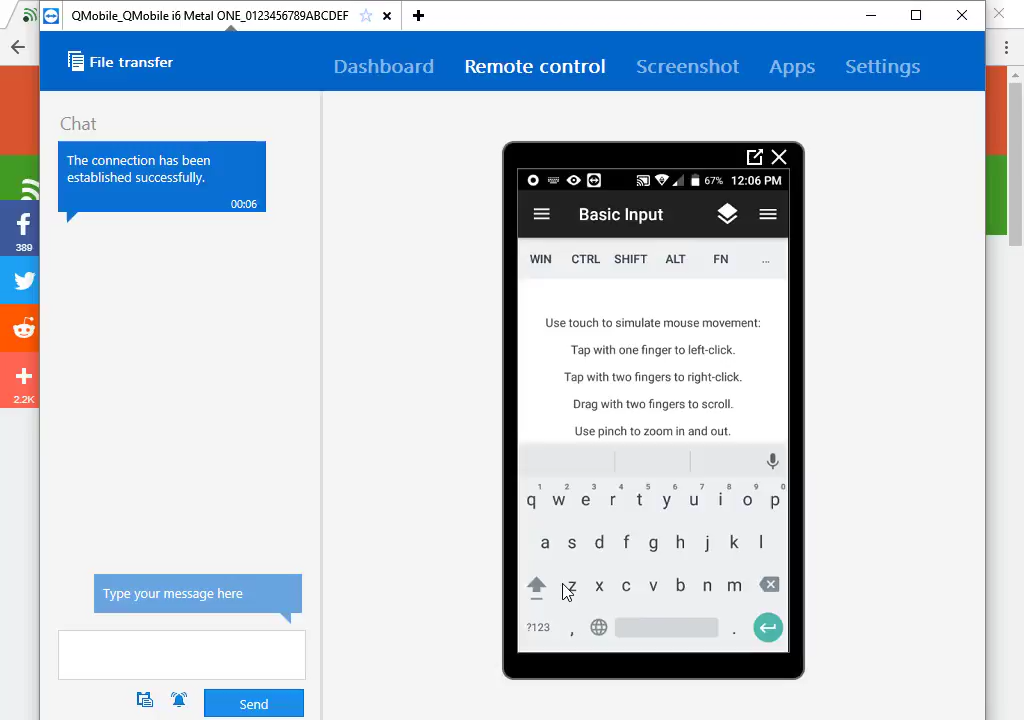 QMobile_QMobile i6 Metal ONE_0123456789ABCDEF
File transfer
Dashboard
Remote control
Screenshot
Apps
Settings
Chat
The connection has been
established successfully.
00:06
389
2.2K
67% 12:06 PM
Basic Input
WIN CTRL SHIFT ALT FN ...
Use touch to simulate mouse movement:
Tap with one finger to left-click.
Tap with two fingers to right-click.
Drag with two fingers to scroll.
Use pinch to zoom in and out.
1 2 3 4 5 6 7 8 9 0
q w e r t y u i o p
a s d f g h j k l
z x c v b n m
?123 , .
Type your message here
Send